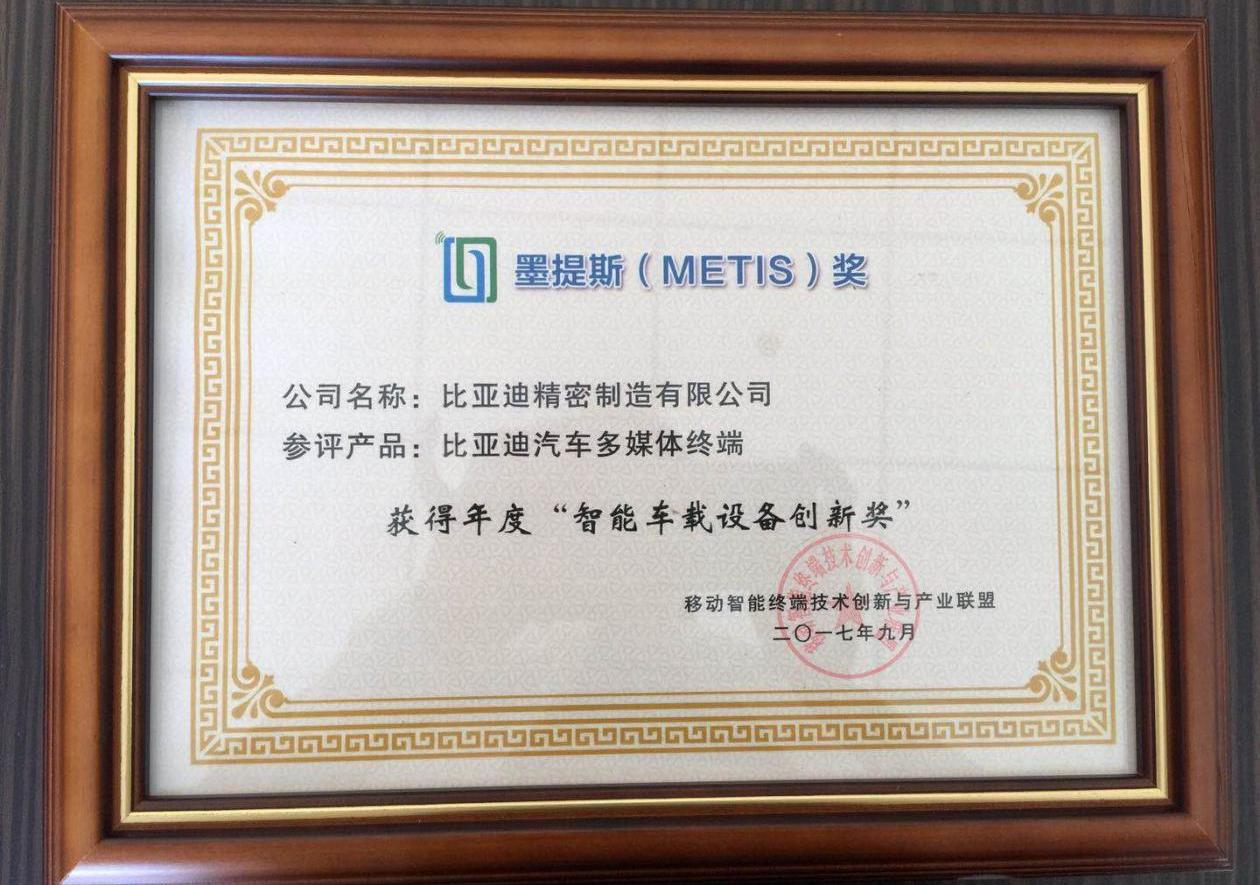 墨提斯（METIS）奖
公司名称：比亚迪精密制造有限公司
参评产品：比亚迪汽车多媒体终端
获得年度“智能车载设备创新奖”
移动智能终端技术创新与产业联盟
二〇一七年九月